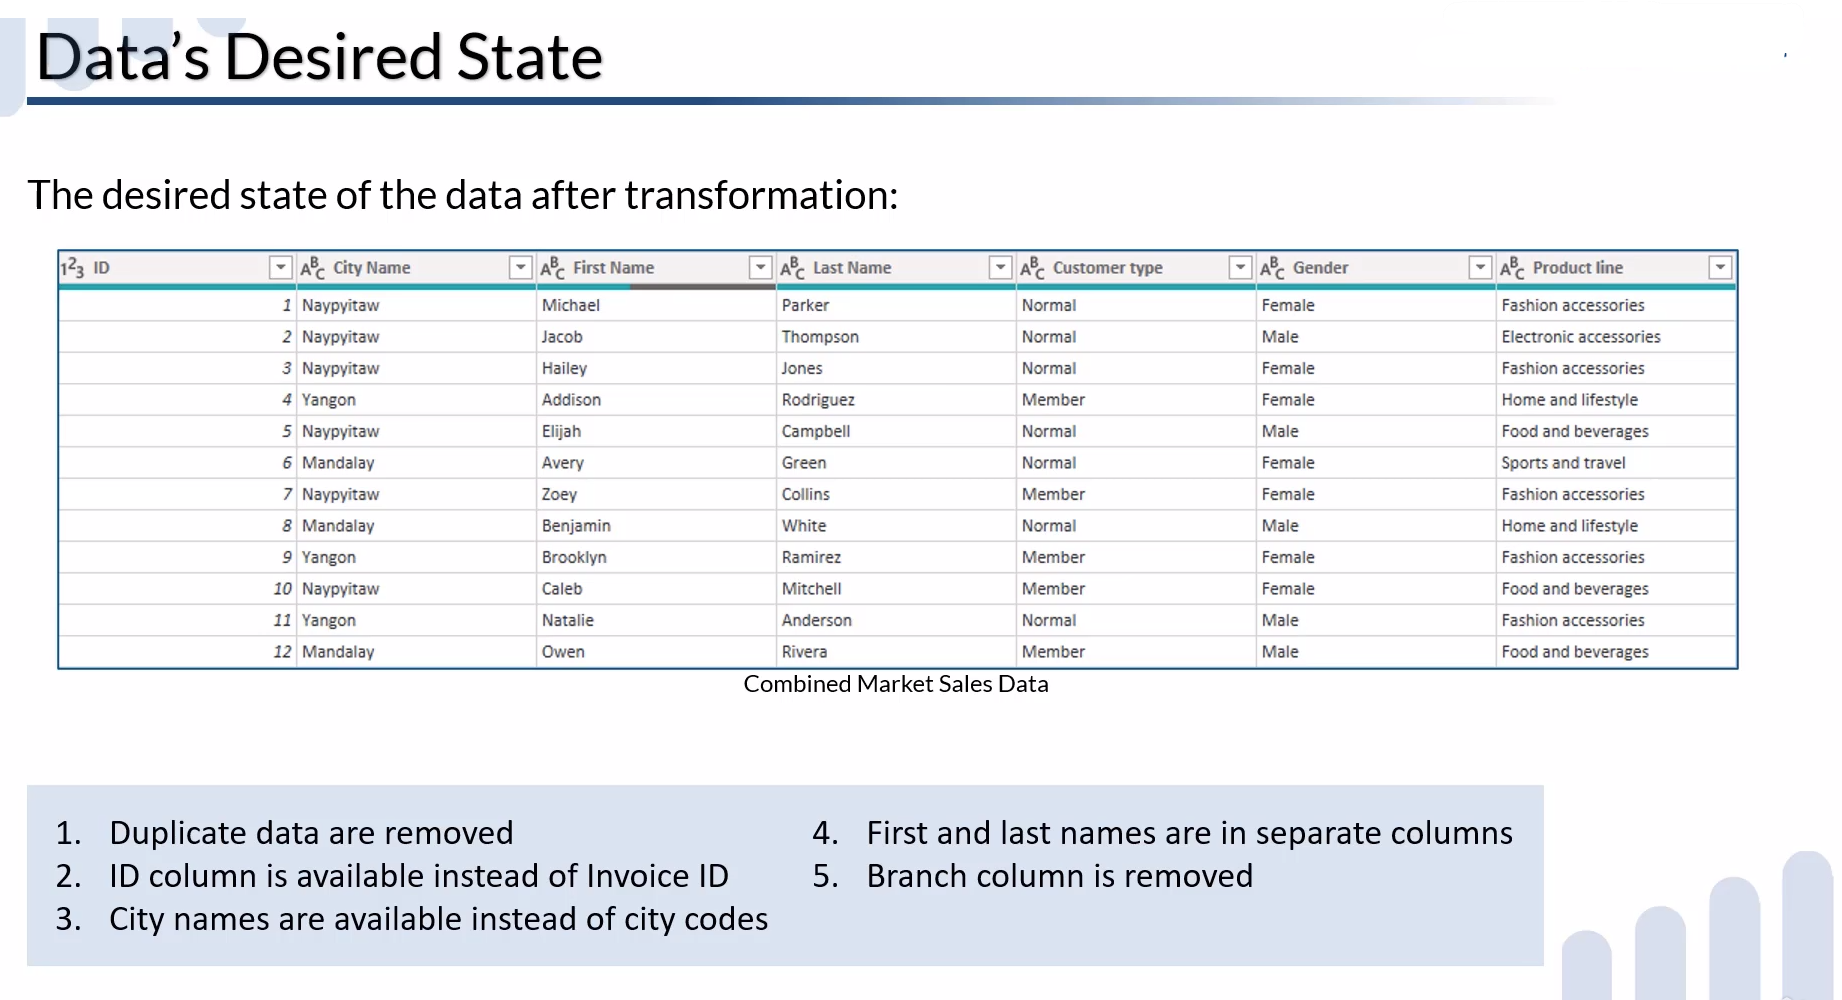 Data's Desired State
The desired state of the data after transformation:
1²3 ID ABC City Name ABC First Name ABC Last Name ABC Customer type ABC Gender ABC Product line
1 Naypyitaw Michael Parker Normal Female Fashion accessories
2 Naypyitaw Jacob Thompson Normal Male Electronic accessories
3 Naypyitaw Hailey Jones Normal Female Fashion accessories
4 Yangon Addison Rodriguez Member Female Home and lifestyle
5 Naypyitaw Elijah Campbell Normal Male Food and beverages
6 Mandalay Avery Green Normal Female Sports and travel
7 Naypyitaw Zoey Collins Member Female Fashion accessories
8 Mandalay Benjamin White Normal Male Home and lifestyle
9 Yangon Brooklyn Ramirez Member Female Fashion accessories
10 Naypyitaw Caleb Mitchell Member Female Food and beverages
11 Yangon Natalie Anderson Normal Male Fashion accessories
12 Mandalay Owen Rivera Member Male Food and beverages
Combined Market Sales Data
1. Duplicate data are removed
2. ID column is available instead of Invoice ID
3. City names are available instead of city codes
4. First and last names are in separate columns
5. Branch column is removed